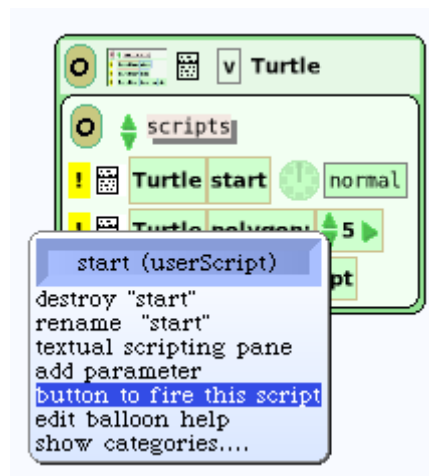 O v Turtle
O scripts
! Turtle start normal
! Turtle polygon: 5
pt
start (userScript)
destroy "start"
rename "start"
textual scripting pane
add parameter
button to fire this script
edit balloon help
show categories....